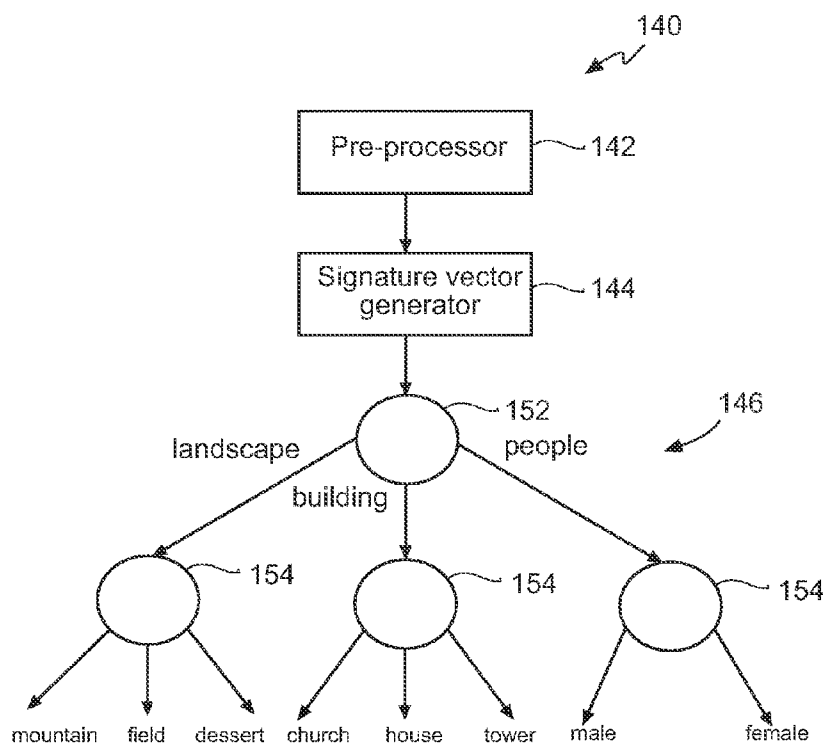 140
Pre-processor
142
Signature vector
generator
144
152
146
landscape
people
building
154
154
154
mountain field dessert church house tower male female